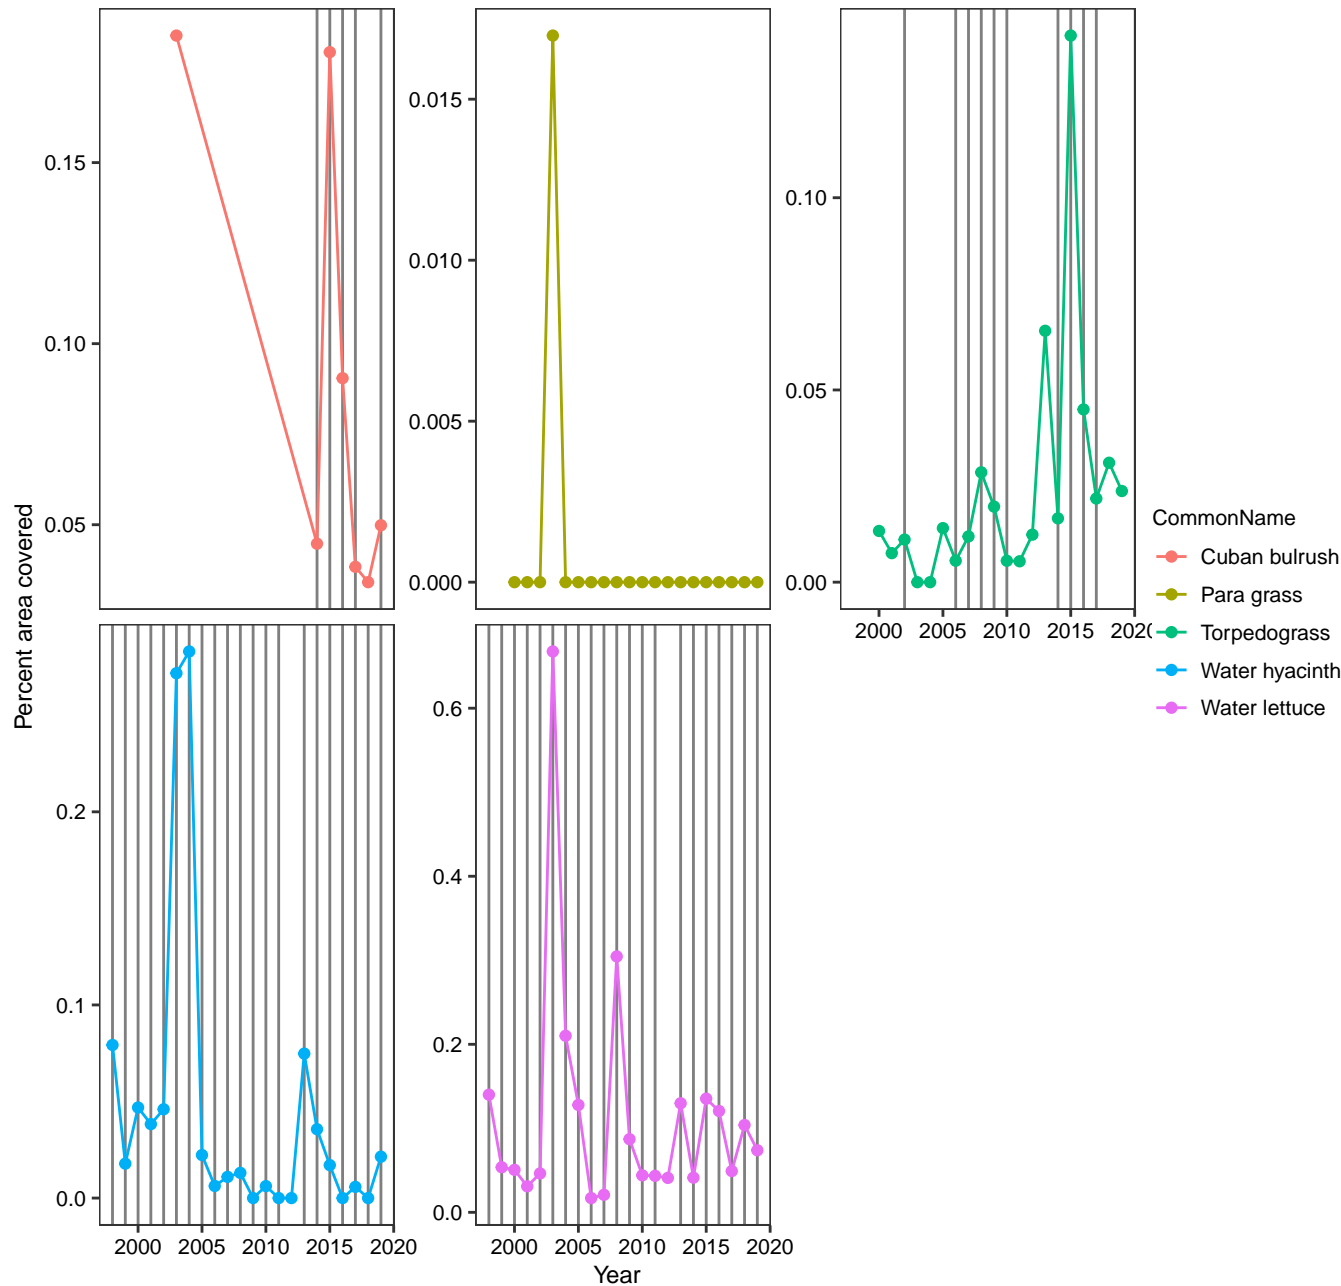 0.15
0.10
0.05
0.015
0.010
0.005
0.000
0.10
0.05
0.00
2000 2005 2010 2015 2020
Percent area covered
CommonName
Cuban bulrush
Para grass
Torpedograss
Water hyacinth
Water lettuce
0.2
0.1
0.0
2000 2005 2010 2015 2020
0.6
0.4
0.2
0.0
2000 2005 2010 2015 2020
Year